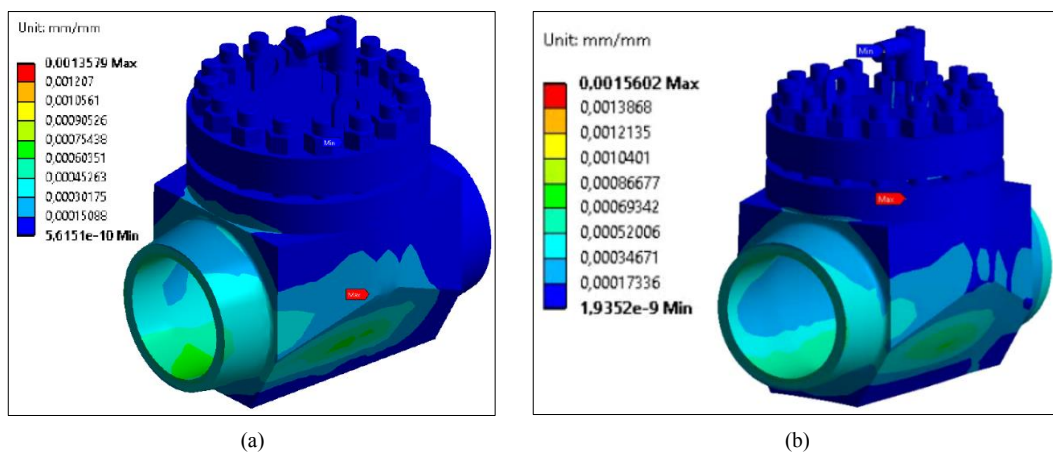 Unit: mm/mm
0,0013579 Max
0,001207
0,0010561
0,00090526
0,00075438
0,00060351
0,00045263
0,00030175
0,00015088
5,6151e-10 Min
Min
Max
(a)
Unit: mm/mm
0,0015602 Max
0,0013868
0,0012135
0,0010401
0,00086677
0,00069342
0,00052006
0,00034671
0,00017336
1,9352e-9 Min
Min
Max
(b)